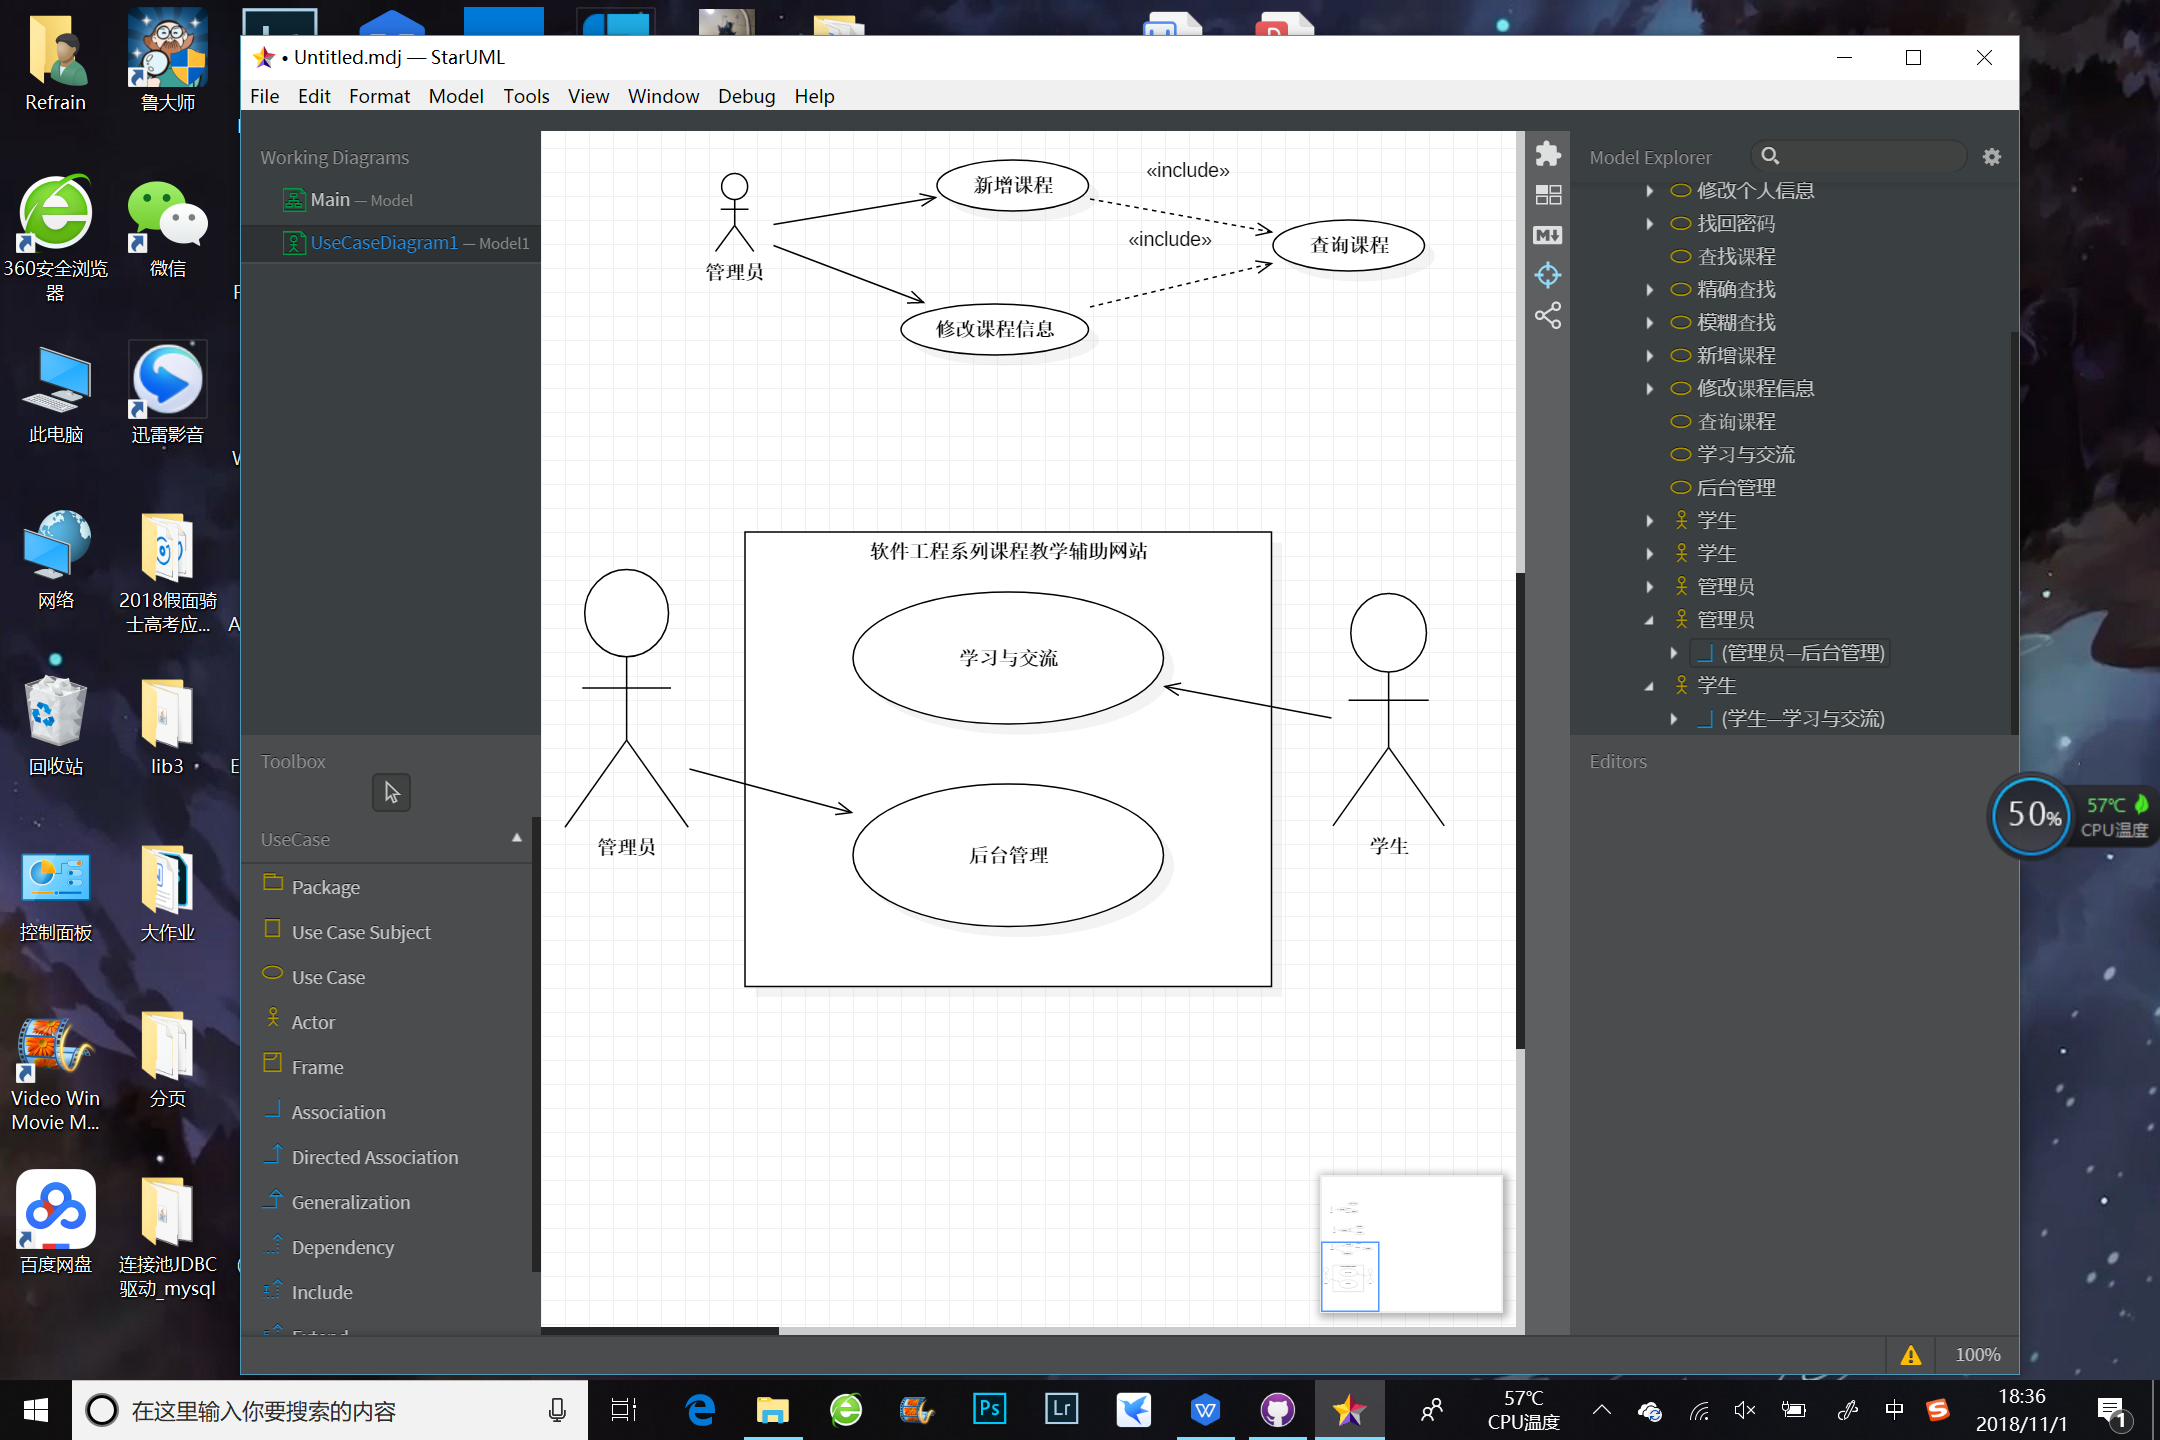 Refrain
鲁大师
360安全浏览
器
微信
此电脑
迅雷影音
网络
2018假面骑
士高考应...
回收站
lib3
控制面板
大作业
Video Win
Movie M...
分页
百度网盘
连接池JDBC
驱动_mysql
• Untitled.mdj — StarUML
File Edit Format Model Tools View Window Debug Help
Working Diagrams
Main — Model
UseCaseDiagram1 — Model1
Toolbox
UseCase
Package
Use Case Subject
Use Case
Actor
Frame
Association
Directed Association
Generalization
Dependency
Include
Extend
新增课程
«include»
«include»
查询课程
管理员
修改课程信息
软件工程系列课程教学辅助网站
学习与交流
后台管理
管理员
学生
Model Explorer
修改个人信息
找回密码
查找课程
精确查找
模糊查找
新增课程
修改课程信息
查询课程
学习与交流
后台管理
学生
学生
管理员
管理员
(管理员—后台管理)
学生
(学生—学习与交流)
Editors
50%
57℃
CPU温度
100%
在这里输入你要搜索的内容
Ps
Lr
57℃
CPU温度
中
18:36
2018/11/1
1